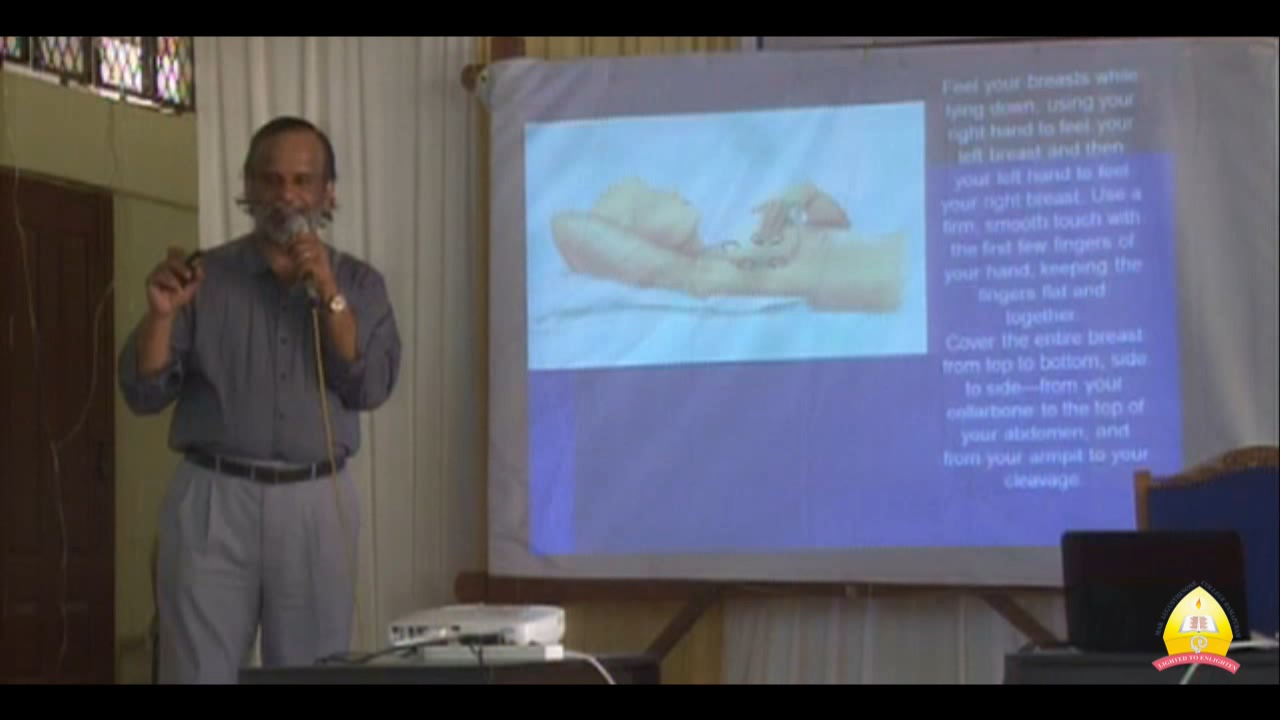 Feel your breasts while
lying down, using your
right hand to feel your
left breast and then
your left hand to feel
your right breast. Use a
firm, smooth touch with
the first few fingers of
your hand, keeping the
fingers flat and
together.
Cover the entire breast
from top to bottom, side
to side—from your
collarbone to the top of
your abdomen, and
from your armpit to your
cleavage.
LIGHTED TO ENLIGHTEN